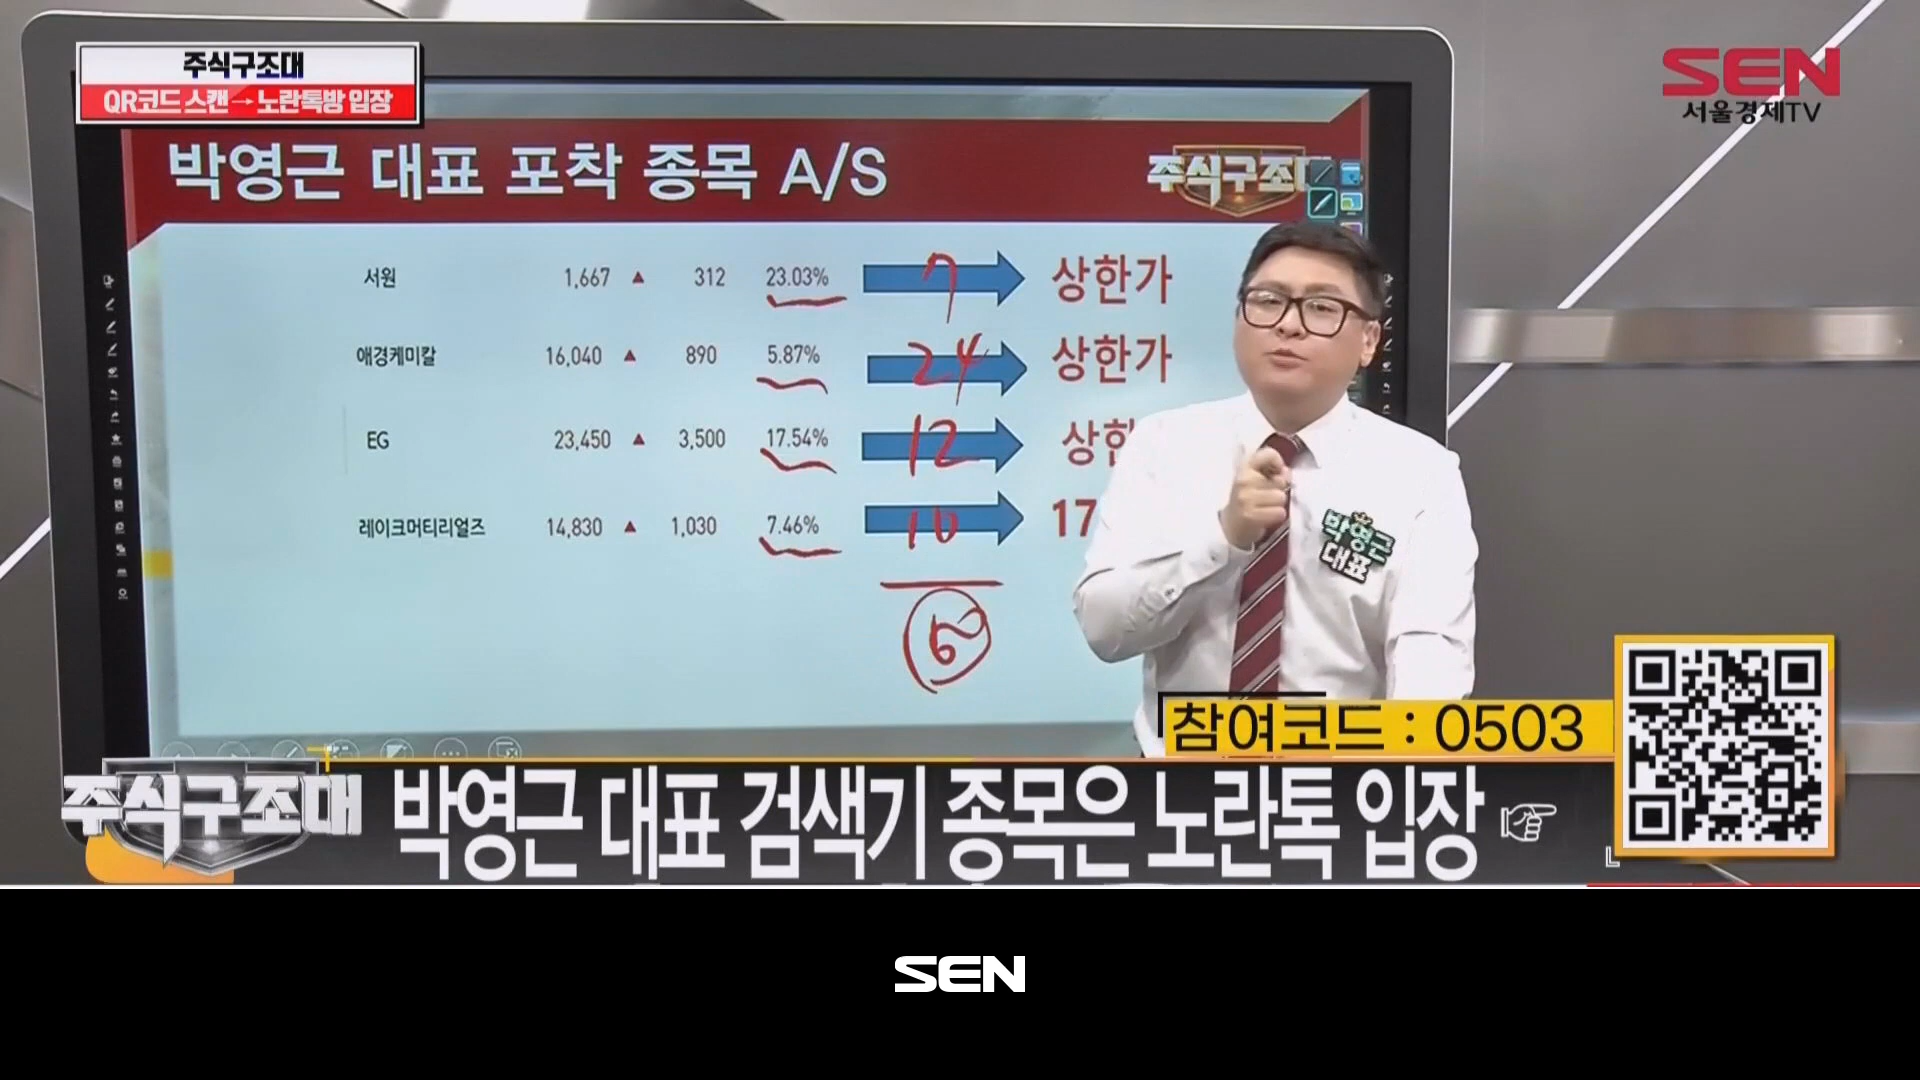 주식구조대
QR코드 스캔→노란톡방 입장
SEN
서울경제TV
박영근 대표 포착 종목 A/S
주식구조대
서원 1,667 ▲ 312 23.03% 7 상한가
애경케미칼 16,040 ▲ 890 5.87% 24 상한가
EG 23,450 ▲ 3,500 17.54% 12 상한
레이크머티리얼즈 14,830 ▲ 1,030 7.46% 10 17
박영근
대표
참여코드 : 0503
주식구조대
박영근 대표 검색기 종목은 노란톡 입장
SEN